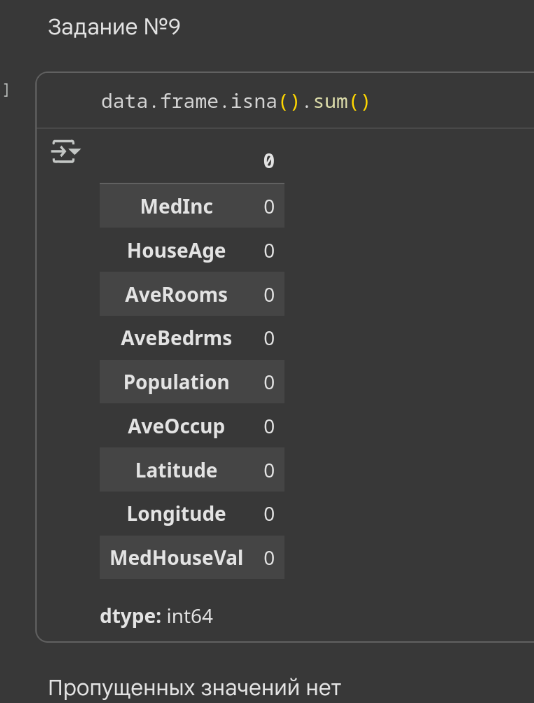 Задание №9
]
data.frame.isna().sum()
0
MedInc 0
HouseAge 0
AveRooms 0
AveBedrms 0
Population 0
AveOccup 0
Latitude 0
Longitude 0
MedHouseVal 0
dtype: int64
Пропущенных значений нет